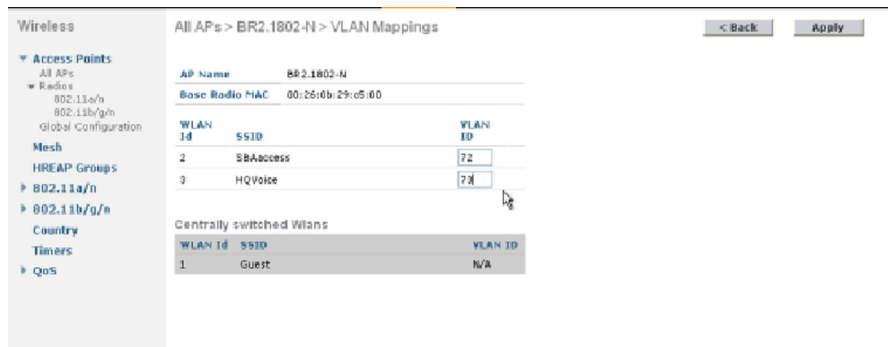 Wireless
All APs > BR2.1802-N > VLAN Mappings
< Back
Apply
Access Points
All APs
Radios
802.11a/n
802.11b/g/n
Global Configuration
Mesh
HREAP Groups
802.11a/n
802.11b/g/n
Country
Timers
QoS
AP Name BR2.1802-N
Base Radio MAC 00:26:0b:29:c5:00
WLAN Id SSID VLAN ID
2 SBAaccess 72
3 HQVoice 73
Centrally switched Wlans
WLAN Id SSID VLAN ID
1 Guest N/A